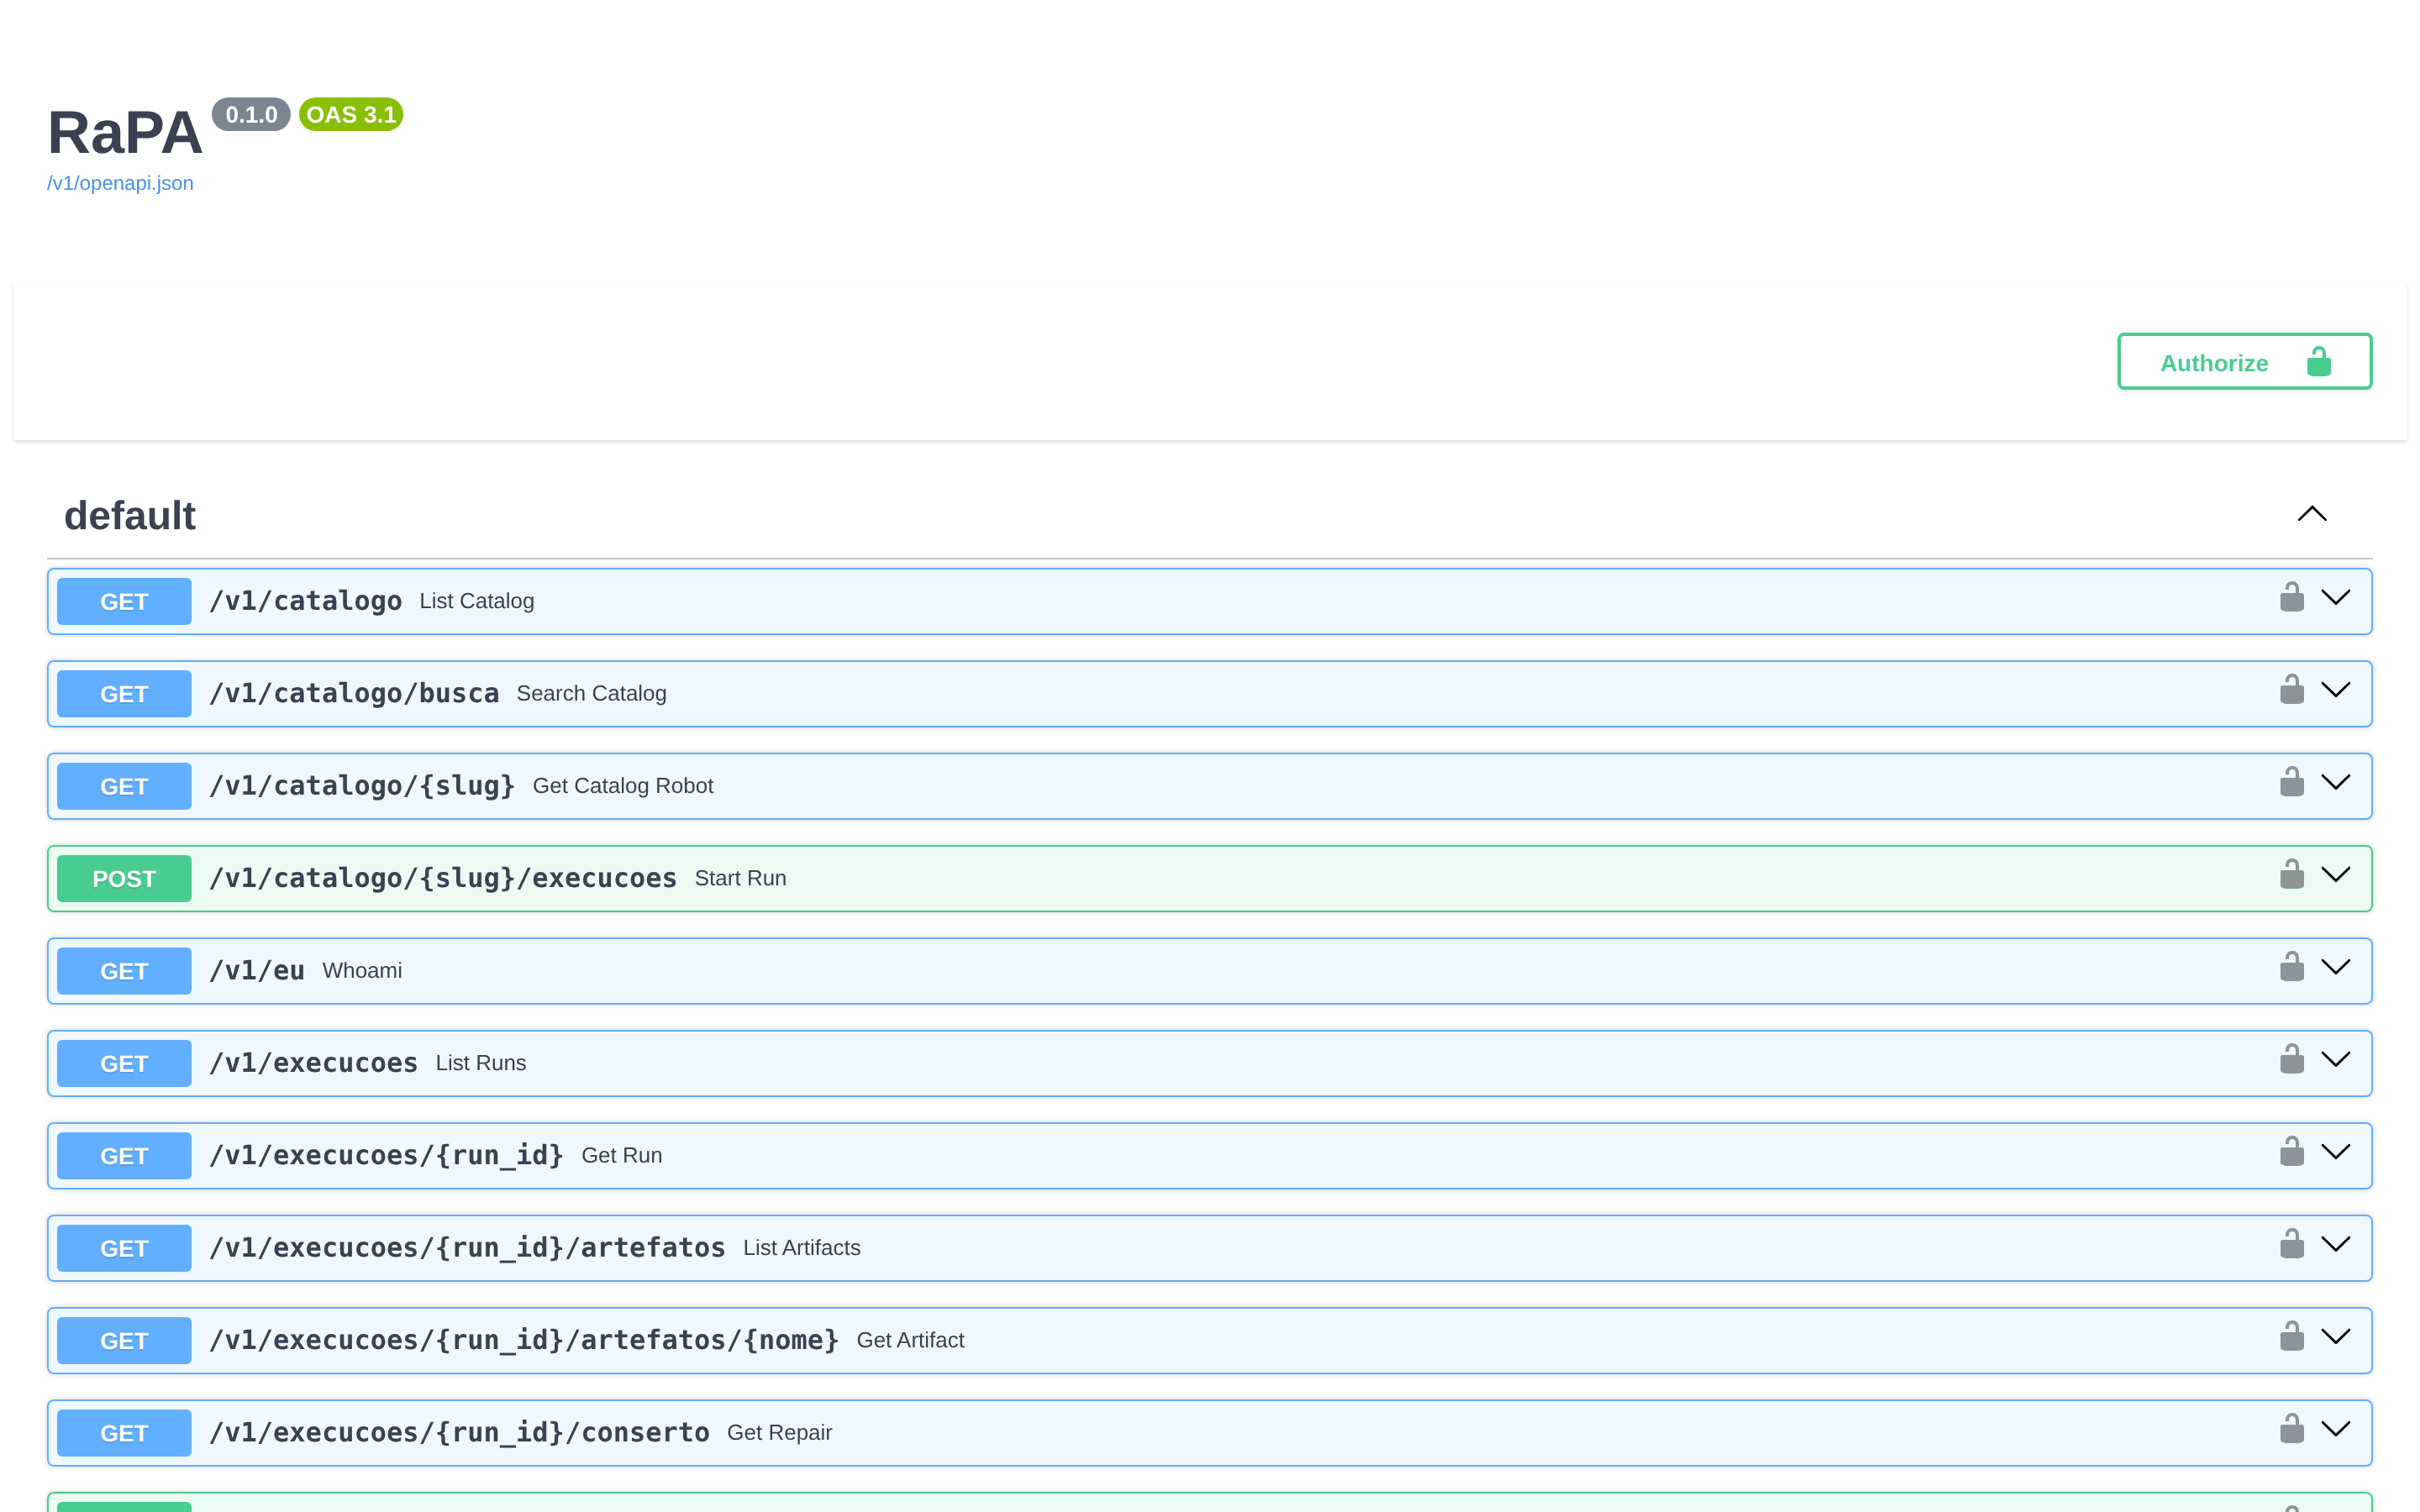 RaPA 0.1.0 OAS 3.1
/v1/openapi.json
Authorize
default
GET /v1/catalogo List Catalog
GET /v1/catalogo/busca Search Catalog
GET /v1/catalogo/{slug} Get Catalog Robot
POST /v1/catalogo/{slug}/execucoes Start Run
GET /v1/eu Whoami
GET /v1/execucoes List Runs
GET /v1/execucoes/{run_id} Get Run
GET /v1/execucoes/{run_id}/artefatos List Artifacts
GET /v1/execucoes/{run_id}/artefatos/{nome} Get Artifact
GET /v1/execucoes/{run_id}/conserto Get Repair